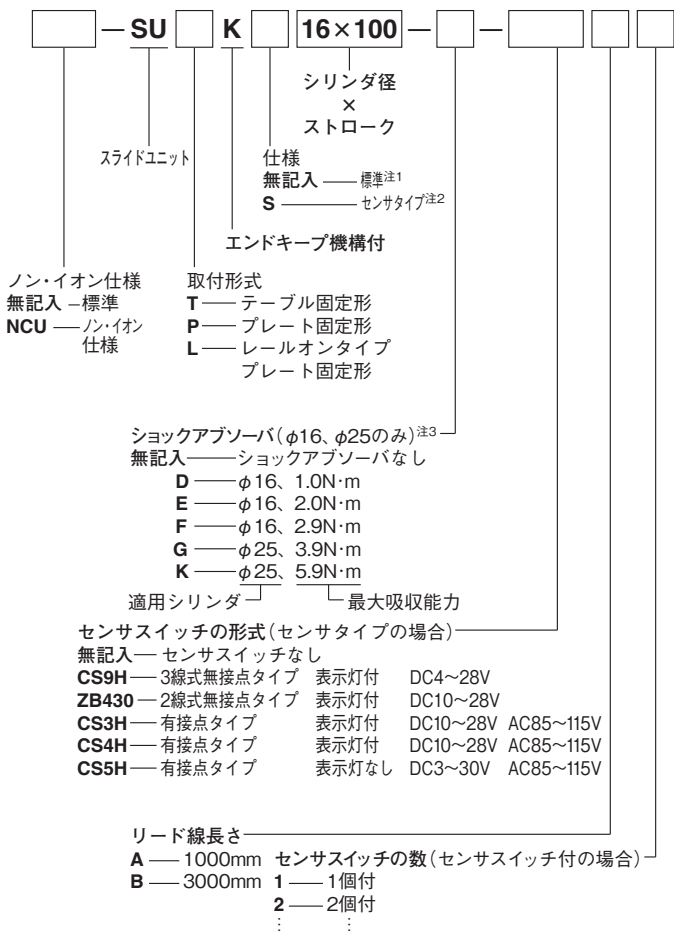 — SU K 16×100 — —
シリンダ径
×
ストローク
スライドユニット
仕様
無記入 — 標準注1
S — センサタイプ注2
エンドキープ機構付
ノン・イオン仕様
無記入 – 標準
NCU — ノン・イオン
仕様
取付形式
T — テーブル固定形
P — プレート固定形
L — レールオンタイプ
プレート固定形
ショックアブソーバ(φ16、φ25のみ)注3
無記入 — ショックアブソーバなし
D — φ16、1.0N·m
E — φ16、2.0N·m
F — φ16、2.9N·m
G — φ25、3.9N·m
K — φ25、5.9N·m
適用シリンダ 最大吸収能力
センサスイッチの形式(センサタイプの場合)
無記入 — センサスイッチなし
CS9H — 3線式無接点タイプ 表示灯付 DC4~28V
ZB430 — 2線式無接点タイプ 表示灯付 DC10~28V
CS3H — 有接点タイプ 表示灯付 DC10~28V AC85~115V
CS4H — 有接点タイプ 表示灯付 DC10~28V AC85~115V
CS5H — 有接点タイプ 表示灯なし DC3~30V AC85~115V
リード線長さ
A — 1000mm
B — 3000mm
センサスイッチの数(センサスイッチ付の場合)
1 — 1個付
2 — 2個付
⋮ ⋮